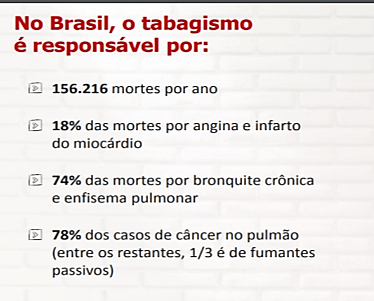 No Brasil, o tabagismo
é responsável por:
156.216 mortes por ano
18% das mortes por angina e infarto
do miocárdio
74% das mortes por bronquite crônica
e enfisema pulmonar
78% dos casos de câncer no pulmão
(entre os restantes, 1/3 é de fumantes
passivos)